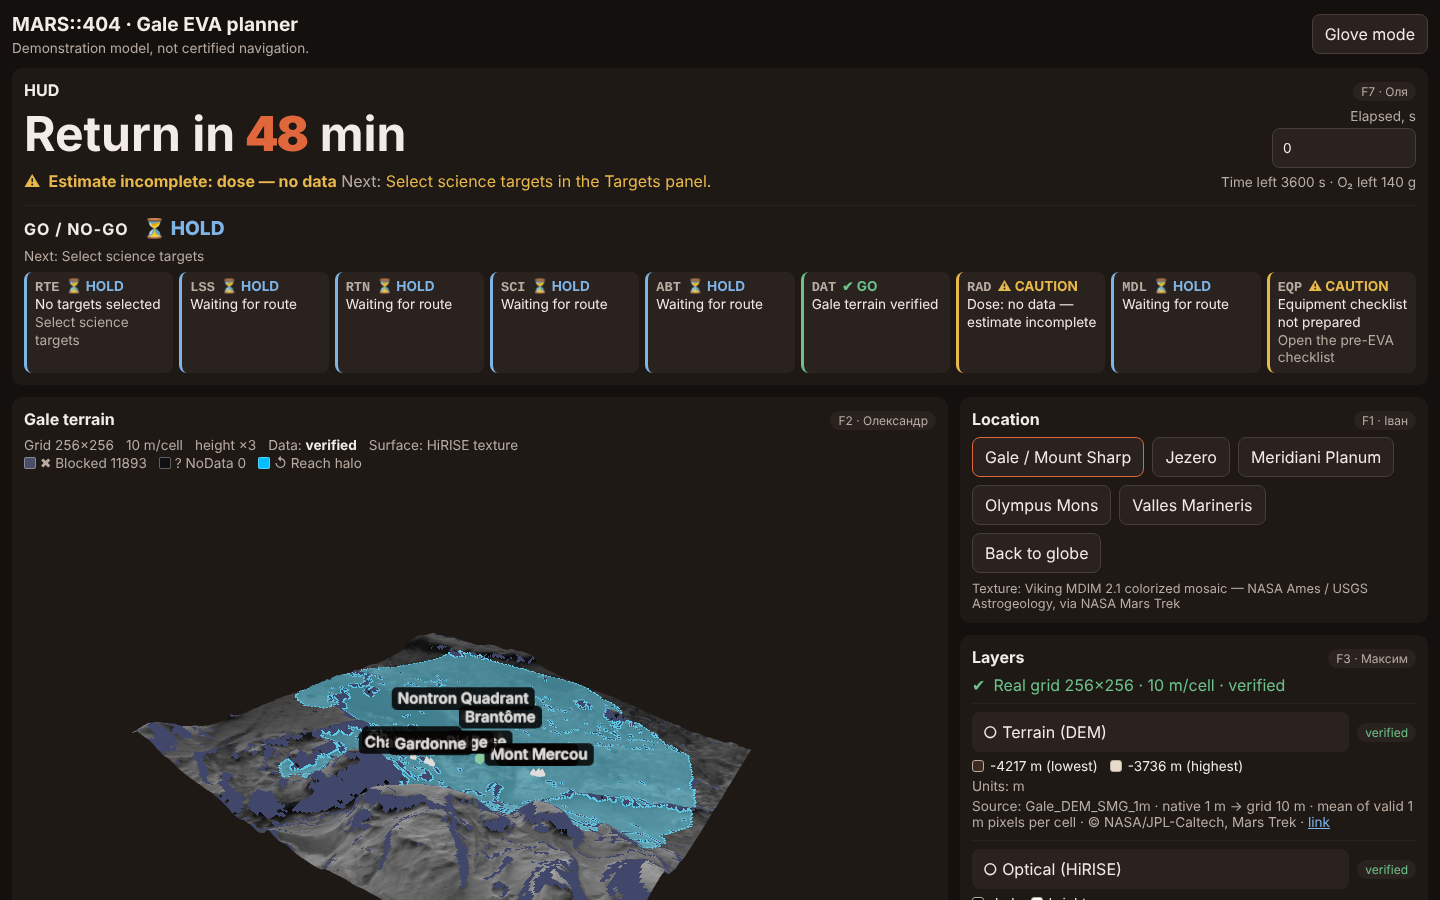 MARS::404 · Gale EVA planner
Demonstration model, not certified navigation.
Glove mode
HUD
F7 · Оля
Return in 48 min
Elapsed, s
0
⚠ Estimate incomplete: dose — no data Next: Select science targets in the Targets panel.
Time left 3600 s · O₂ left 140 g
GO / NO-GO ⏳ HOLD
Next: Select science targets
RTE ⏳ HOLD
No targets selected
Select science
targets
LSS ⏳ HOLD
Waiting for route
RTN ⏳ HOLD
Waiting for route
SCI ⏳ HOLD
Waiting for route
ABT ⏳ HOLD
Waiting for route
DAT ✔ GO
Gale terrain verified
RAD ⚠ CAUTION
Dose: no data —
estimate incomplete
MDL ⏳ HOLD
Waiting for route
EQP ⚠ CAUTION
Equipment checklist
not prepared
Open the pre-EVA
checklist
Gale terrain
F2 · Олександр
Grid 256×256 10 m/cell height ×3 Data: verified Surface: HiRISE texture
✖ Blocked 11893 ? NoData 0 ↺ Reach halo
Nontron Quadrant
Brantôme
Gardonne
Mont Mercou
Location
F1 · Іван
Gale / Mount Sharp
Jezero
Meridiani Planum
Olympus Mons
Valles Marineris
Back to globe
Texture: Viking MDIM 2.1 colorized mosaic — NASA Ames / USGS
Astrogeology, via NASA Mars Trek
Layers
F3 · Максим
✔ Real grid 256×256 · 10 m/cell · verified
○ Terrain (DEM)
verified
-4217 m (lowest) -3736 m (highest)
Units: m
Source: Gale_DEM_SMG_1m · native 1 m → grid 10 m · mean of valid 1
m pixels per cell · © NASA/JPL-Caltech, Mars Trek · link
○ Optical (HiRISE)
verified